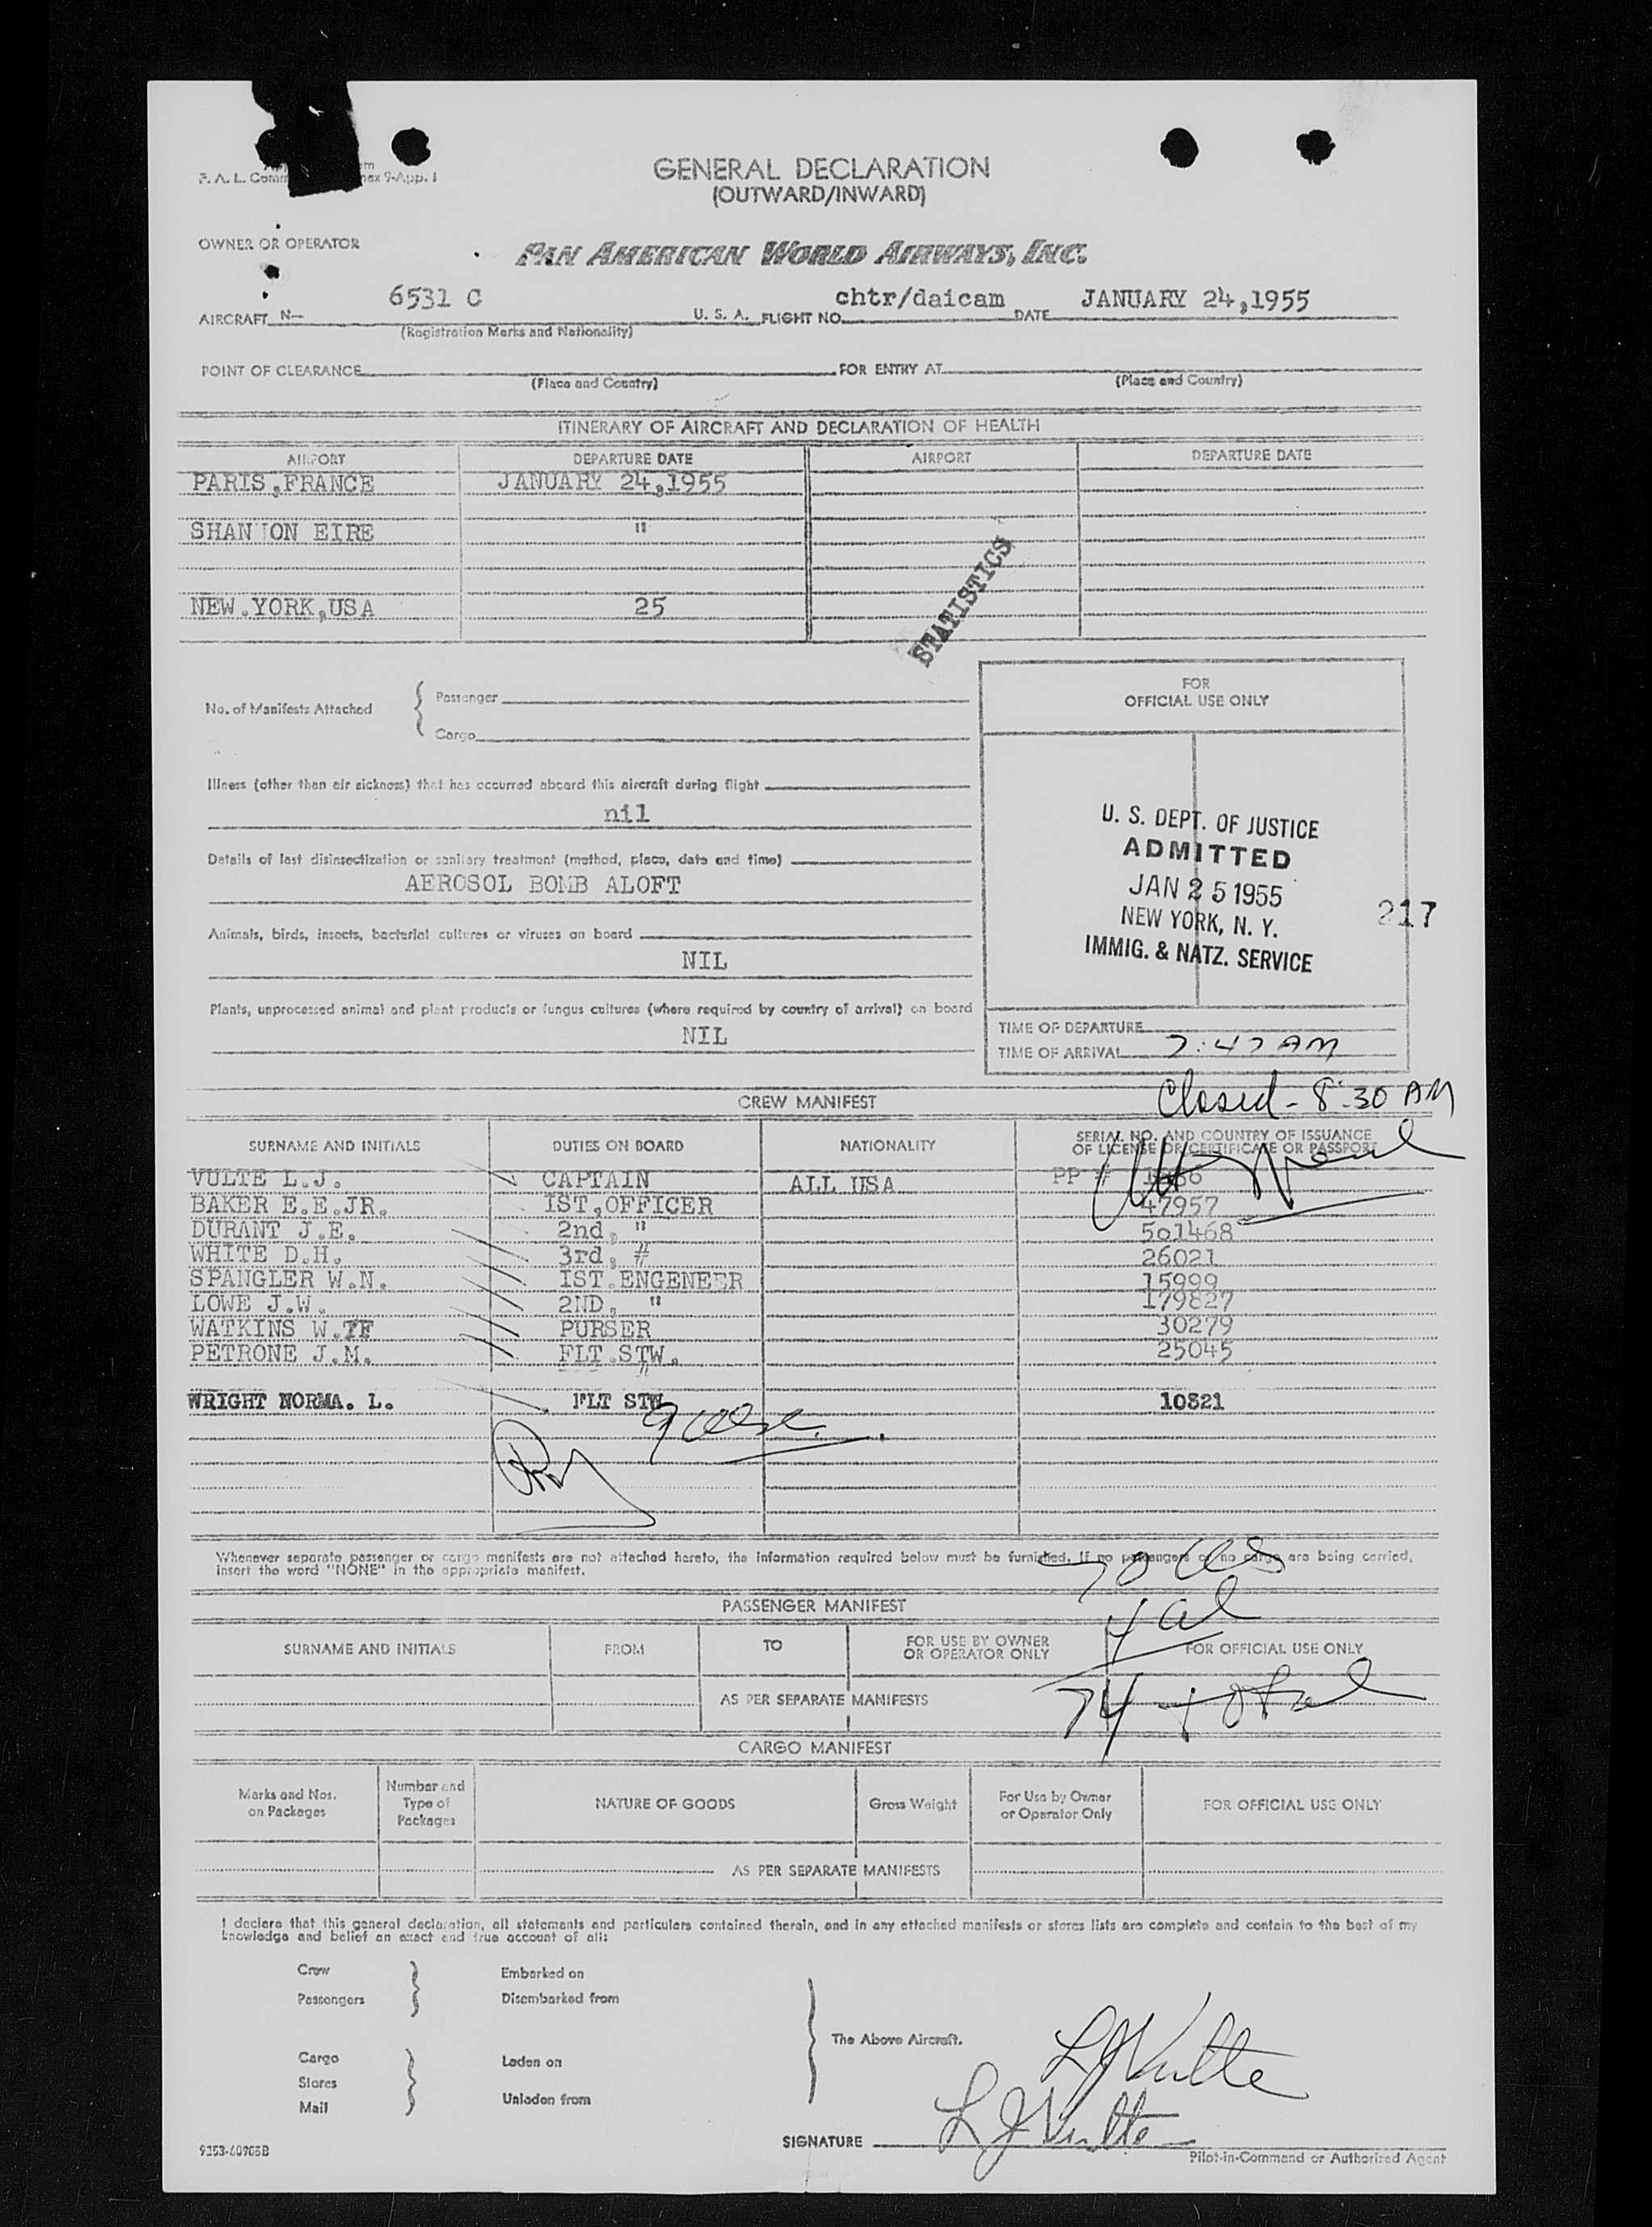 F. A. L. Comm nex 9-App. 1
GENERAL DECLARATION
(OUTWARD/INWARD)
OWNER OR OPERATOR
PAN AMERICAN WORLD AIRWAYS, INC.
AIRCRAFT N- 6531 C U. S. A. FLIGHT NO. chtr/daicam DATE JANUARY 24,1955
(Registration Marks and Nationality)
POINT OF CLEARANCE FOR ENTRY AT
(Place and Country) (Place and Country)
ITINERARY OF AIRCRAFT AND DECLARATION OF HEALTH
AIRPORT DEPARTURE DATE AIRPORT DEPARTURE DATE
PARIS,FRANCE JANUARY 24,1955
SHAN ON EIRE "
NEW.YORK,USA 25
STATISTICS
No. of Manifests Attached { Passenger
Cargo
FOR
OFFICIAL USE ONLY
Illness (other than air sickness) that has occurred aboard this aircraft during flight
nil
Details of last disinsectization or sanitary treatment (method, place, date and time)
AEROSOL BOMB ALOFT
Animals, birds, insects, bacterial cultures or viruses on board
NIL
Plants, unprocessed animal and plant products or fungus cultures (where required by country of arrival) on board
NIL
U. S. DEPT. OF JUSTICE
ADMITTED
JAN 25 1955
NEW YORK, N. Y.
IMMIG. & NATZ. SERVICE
217
TIME OF DEPARTURE
TIME OF ARRIVAL 7:47 AM
Closed - 8:30 AM
CREW MANIFEST
SURNAME AND INITIALS DUTIES ON BOARD NATIONALITY SERIAL NO. AND COUNTRY OF ISSUANCE
OF LICENSE OR CERTIFICATE OR PASSPORT
VULTE L.J. CAPTAIN ALL USA PP #
BAKER E.E.JR. IST,OFFICER 47957
DURANT J.E. 2nd, " 501468
WHITE D.H. 3rd, # 26021
SPANGLER W.N. IST.ENGENEER 15999
LOWE J.W. 2ND, " 179827
WATKINS W. PURSER 30279
PETRONE J.M. FLT.STW. 25045
WRIGHT NORMA. L. FLT STW 10821
Whenever separate passenger or cargo manifests are not attached hereto, the information required below must be furnished. If no passengers or no cargo are being carried,
insert the word "NONE" in the appropriate manifest.
70
PASSENGER MANIFEST
4 al
SURNAME AND INITIALS FROM TO FOR USE BY OWNER
OR OPERATOR ONLY FOR OFFICIAL USE ONLY
AS PER SEPARATE MANIFESTS
74 total
CARGO MANIFEST
Marks and Nos.
on Packages Number and
Type of
Packages NATURE OF GOODS Gross Weight For Use by Owner
or Operator Only FOR OFFICIAL USE ONLY
AS PER SEPARATE MANIFESTS
I declare that this general declaration, all statements and particulars contained therein, and in any attached manifests or stores lists are complete and contain to the best of my
knowledge and belief an exact and true account of all:
Crew Embarked on
Passengers Disembarked from
The Above Aircraft.
Cargo Laden on
Stores
Mail Unladen from
LJ Vulte
SIGNATURE L J Vulte
Pilot-in-Command or Authorized Agent
9353-60905B